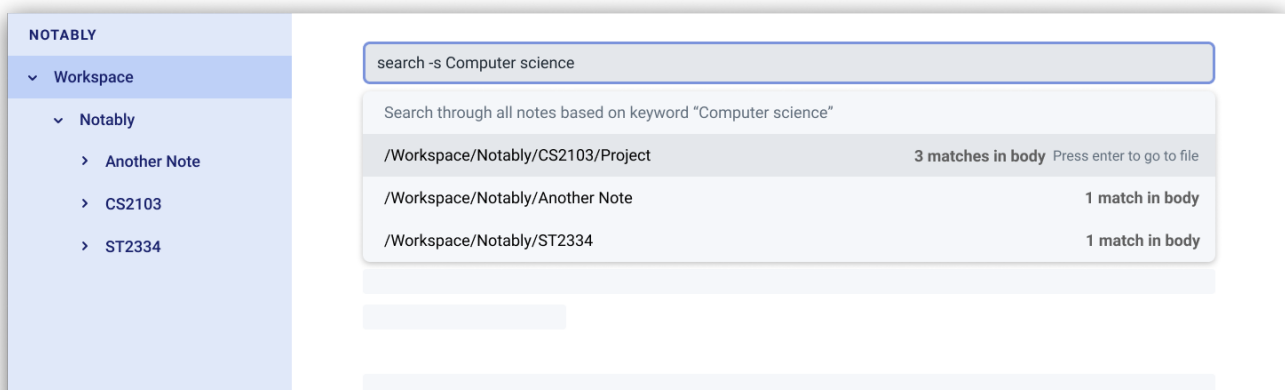 NOTABLY
Workspace
Notably
Another Note
CS2103
ST2334
search -s Computer science
Search through all notes based on keyword “Computer science”
/Workspace/Notably/CS2103/Project 3 matches in body Press enter to go to file
/Workspace/Notably/Another Note 1 match in body
/Workspace/Notably/ST2334 1 match in body